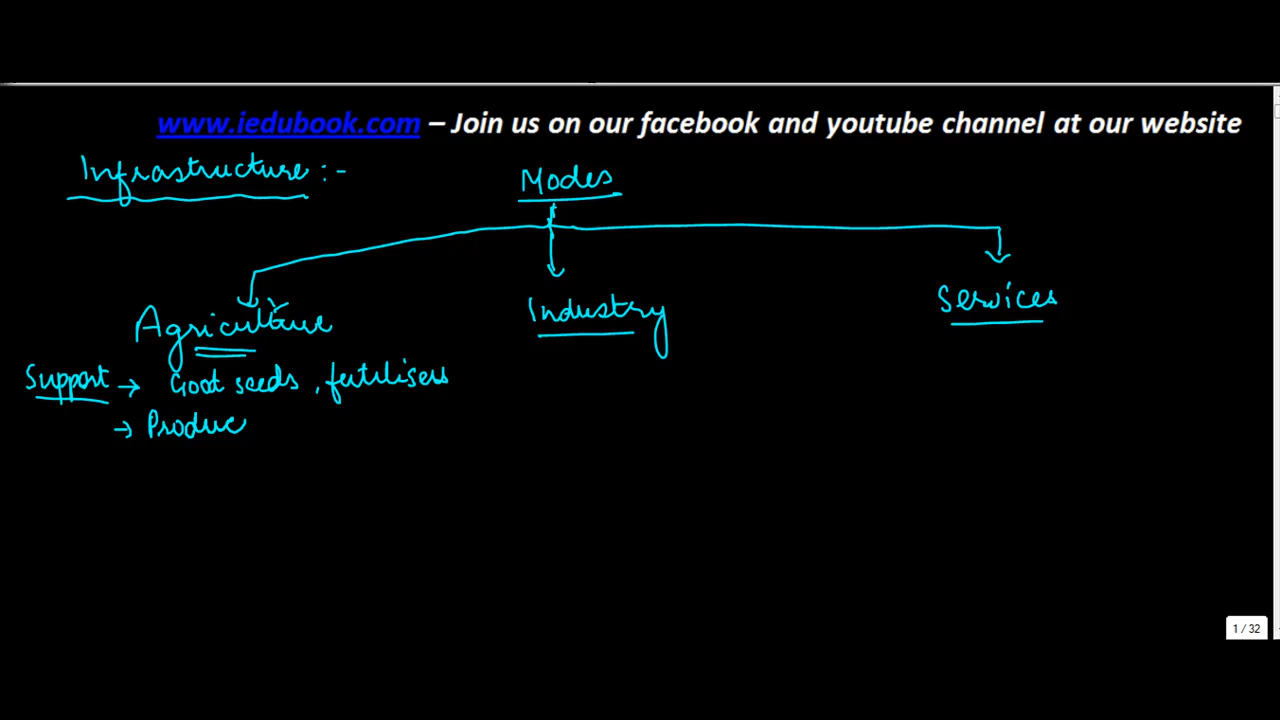 www.iedubook.com – Join us on our facebook and youtube channel at our website
Infrastructure :-
Modes
Agriculture
Industry
Services
Support → Good seeds , fertilisers
→ Produc
1 / 32